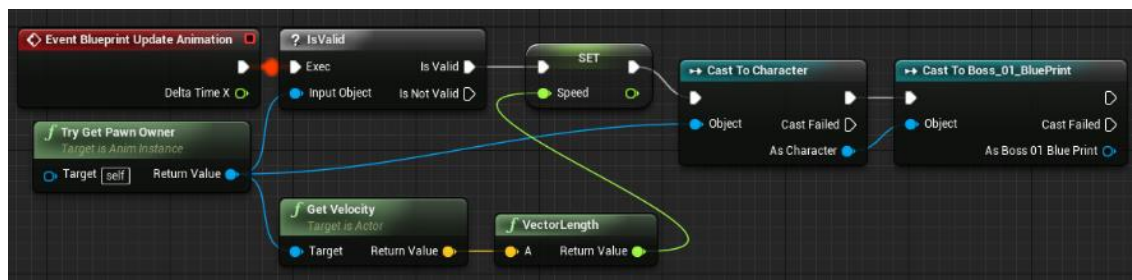 Event Blueprint Update Animation
Delta Time X
? IsValid
Exec
Is Valid
Input Object
Is Not Valid
SET
Speed
Cast To Character
Object
Cast Failed
As Character
Cast To Boss_01_BluePrint
Object
Cast Failed
As Boss 01 Blue Print
f Try Get Pawn Owner
Target is Anim Instance
Target self
Return Value
f Get Velocity
Target is Actor
Target
Return Value
f VectorLength
A
Return Value